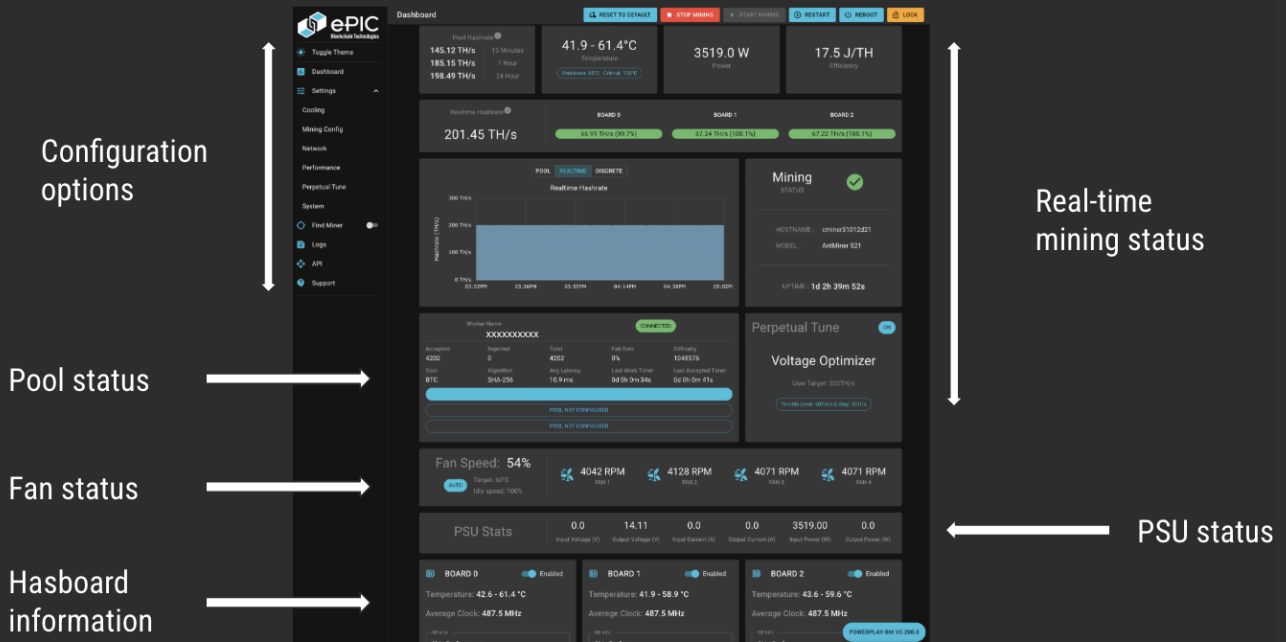 ePIC
Blockchain Technologies
Toggle Theme
Dashboard
Settings
Cooling
Mining Config
Network
Performance
Perpetual Tune
System
Find Miner
Logs
API
Support
Configuration
options
Pool status
Fan status
Hasboard
information
Dashboard
RESET TO DEFAULT
STOP MINING
START MINING
RESTART
REBOOT
LOCK
Pool Hashrate
145.12 TH/s 15 Minutes
185.15 TH/s 1 Hour
198.49 TH/s 24 Hour
41.9 - 61.4°C
Temperature
3519.0 W
Power
17.5 J/TH
Efficiency
Realtime Hashrate
201.45 TH/s
BOARD 0
66.99 TH/s (99.7%)
BOARD 1
67.24 TH/s (100.1%)
BOARD 2
67.22 TH/s (100.1%)
POOL REALTIME DISCRETE
Realtime Hashrate
Hashrate (TH/s)
300 TH/s
200 TH/s
100 TH/s
0 TH/s
Mining
STATUS
HOSTNAME :
MODEL : AntMiner S21
UPTIME : 1d 2h 39m 52s
Worker Name
XXXXXXXXXX
CONNECTED
Accepted Rejected Total Fail Rate Difficulty
4202 0 4202 0% 1048576
Coin Algorithm Avg Latency Last Work Timer Last Accepted Timer
BTC SHA-256 10.9 ms 0d 0h 0m 34s 0d 0h 0m 41s
POOL NOT CONFIGURED
POOL NOT CONFIGURED
Perpetual Tune
ON
Voltage Optimizer
User Target: 202TH/s
Fan Speed: 54%
AUTO
Target: 60°C
Idle speed: 100%
4042 RPM
FAN 1
4128 RPM
FAN 2
4071 RPM
FAN 3
4071 RPM
FAN 4
PSU Stats
0.0 14.11 0.0 0.0 3519.00 0.0
Input Voltage (V) Output Voltage (V) Input Current (A) Output Current (A) Input Power (W) Output Power (W)
BOARD 0 Enabled
Temperature: 42.6 - 61.4 °C
Average Clock: 487.5 MHz
BOARD 1 Enabled
Temperature: 41.9 - 58.9 °C
Average Clock: 487.5 MHz
BOARD 2 Enabled
Temperature: 43.6 - 59.6 °C
Average Clock: 487.5 MHz
Real-time
mining status
PSU status